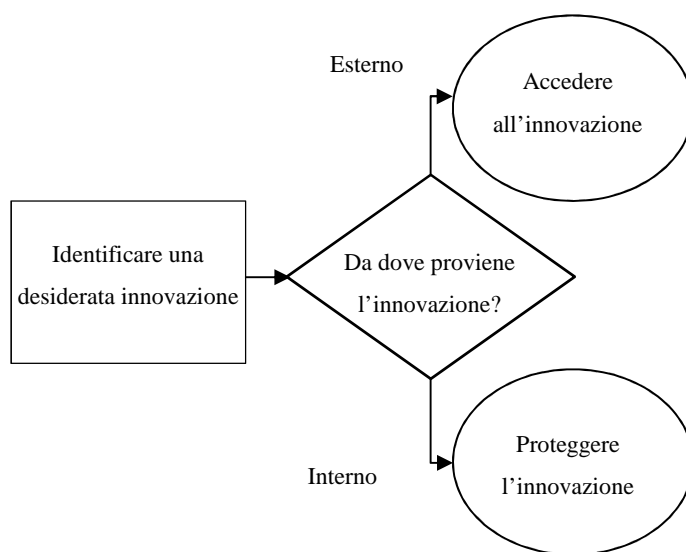 Esterno
Accedere
all’innovazione
Identificare una
desiderata innovazione
Da dove proviene
l’innovazione?
Interno
Proteggere
l’innovazione